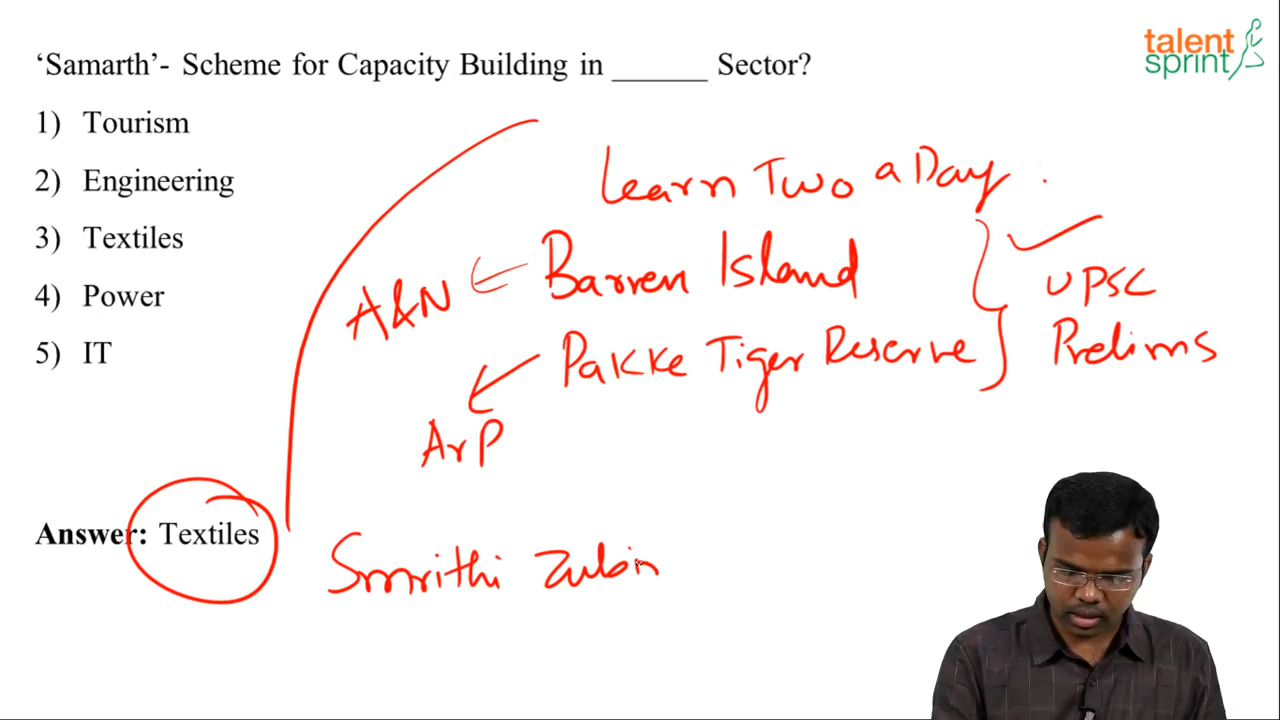 talent
sprint
‘Samarth’- Scheme for Capacity Building in ______ Sector?
1) Tourism
2) Engineering
3) Textiles
4) Power
5) IT
Learn Two a Day.
A&N ← Barren Island
UPSC
Pakke Tiger Reserve
Prelims
ArP
Answer: Textiles
Smrithi Zubin